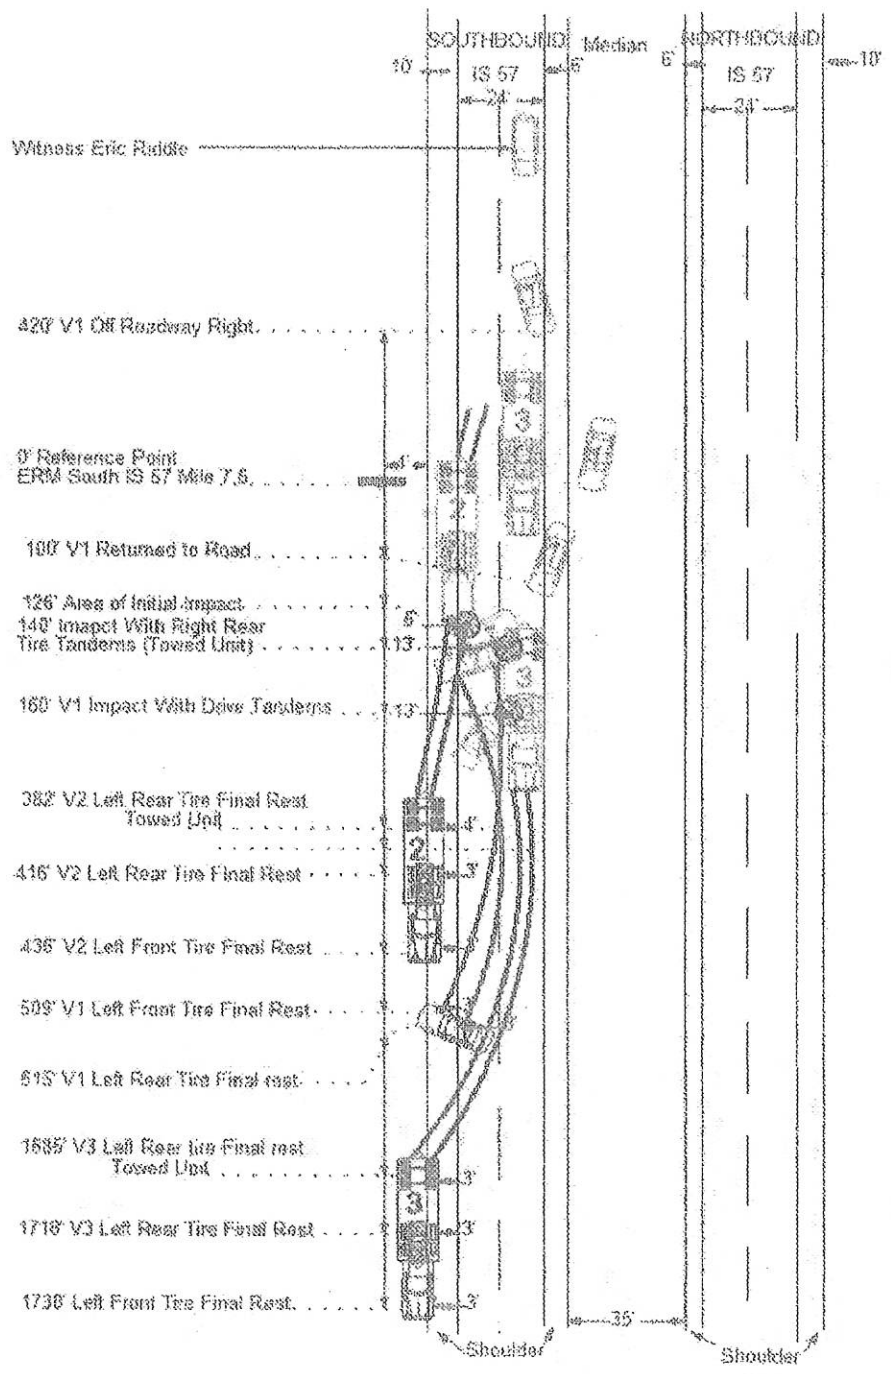 SOUTHBOUND
Median
NORTHBOUND
10'
IS 57
6'
6'
IS 57
10'
24'
24'
Witness Eric Riddle
420' V1 Off Roadway Right
3
0' Reference Point
ERM South IS 57 Mile 7.5
2
100' V1 Returned to Road
126' Area of Initial Impact
140' Imapct With Right Rear
Tire Tandems (Towed Unit)
13'
3
160' V1 Impact With Drive Tandems
13'
382' V2 Left Rear Tire Final Rest
Towed Unit
4'
2
416' V2 Left Rear Tire Final Rest
3'
436' V2 Left Front Tire Final Rest
509' V1 Left Front Tire Final Rest
515' V1 Left Rear Tire Final rest
1685' V3 Left Rear tire Final rest
Towed Unit
3'
3
1718' V3 Left Rear Tire Final Rest
3'
1738' Left Front Tire Final Rest
3'
35'
Shoulder
Shoulder